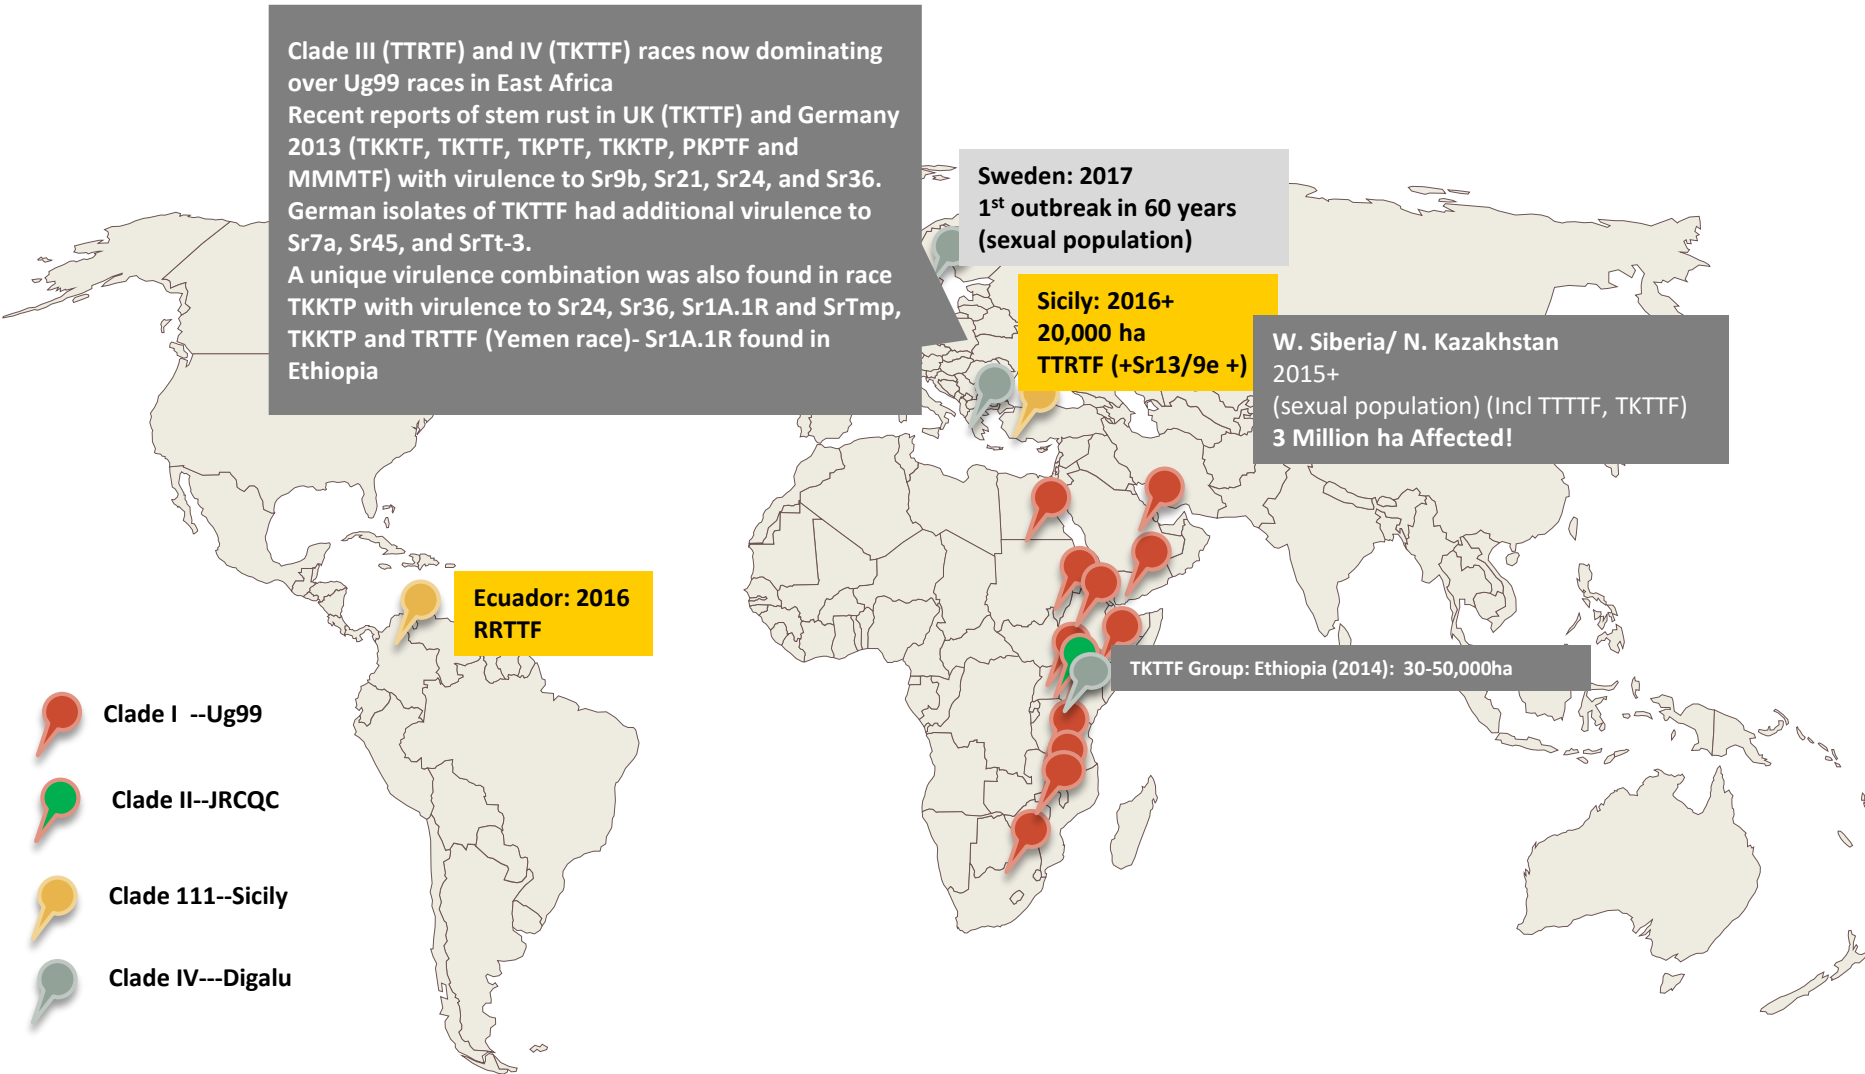 Clade III (TTRTF) and IV (TKTTF) races now dominating
over Ug99 races in East Africa
Recent reports of stem rust in UK (TKTTF) and Germany
2013 (TKKTF, TKTTF, TKPTF, TKKTP, PKPTF and
MMMTF) with virulence to Sr9b, Sr21, Sr24, and Sr36.
German isolates of TKTTF had additional virulence to
Sr7a, Sr45, and SrTt-3.
A unique virulence combination was also found in race
TKKTP with virulence to Sr24, Sr36, Sr1A.1R and SrTmp,
TKKTP and TRTTF (Yemen race)- Sr1A.1R found in
Ethiopia
Sweden: 2017
1st outbreak in 60 years
(sexual population)
Sicily: 2016+
20,000 ha
TTRTF (+Sr13/9e +)
W. Siberia/ N. Kazakhstan
2015+
(sexual population) (Incl TTTTF, TKTTF)
3 Million ha Affected!
Ecuador: 2016
RRTTF
TKTTF Group: Ethiopia (2014): 30-50,000ha
Clade I --Ug99
Clade II--JRCQC
Clade 111--Sicily
Clade IV---Digalu